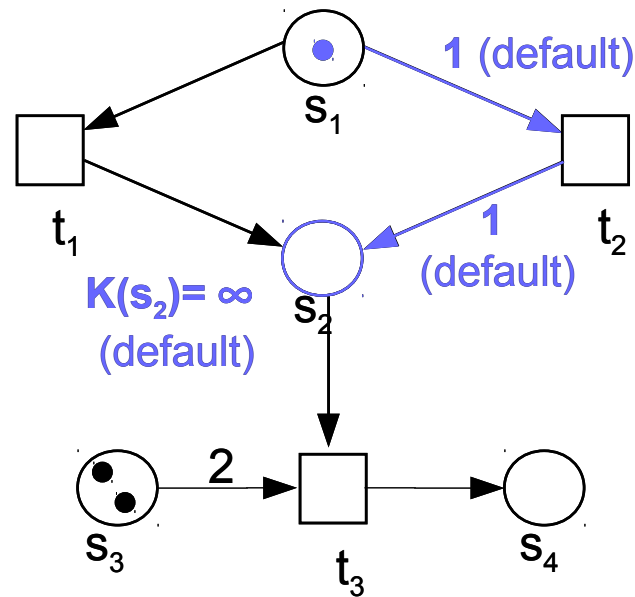 1 (default)
s1
t1
t2
1
(default)
K(s2)= ∞
(default)
s2
2
s3
t3
s4